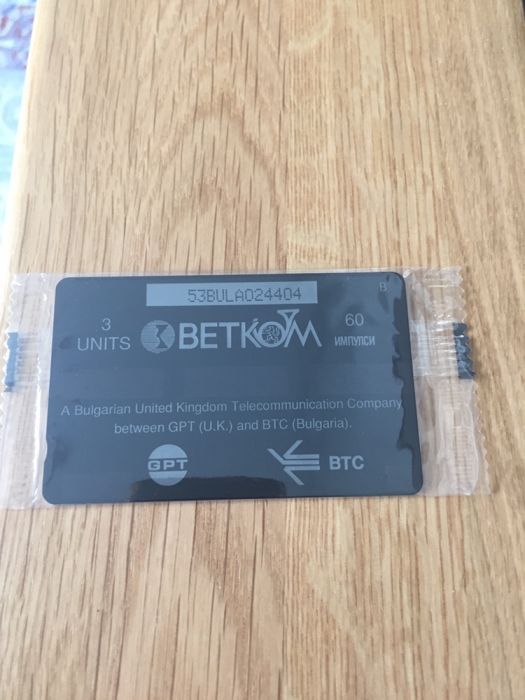 53BULA024404
B
3 UNITS
BETKOM
60 ИМПУЛСИ
A Bulgarian United Kingdom Telecommunication Company
between GPT (U.K.) and BTC (Bulgaria).
GPT
BTC